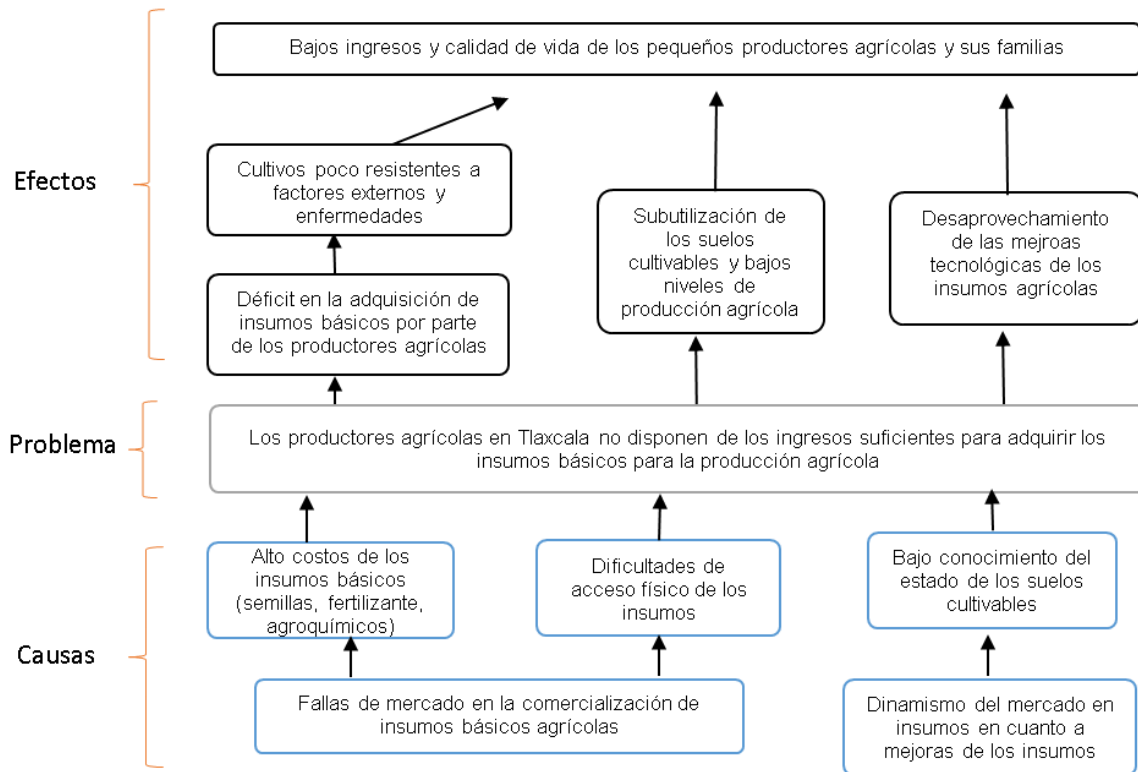 Bajos ingresos y calidad de vida de los pequeños productores agrícolas y sus familias
Efectos
Cultivos poco resistentes a
factores externos y
enfermedades
Subutilización de
los suelos
cultivables y bajos
niveles de
producción agrícola
Desaprovechamiento
de las mejroas
tecnológicas de los
insumos agrícolas
Déficit en la adquisición de
insumos básicos por parte
de los productores agrícolas
Problema
Los productores agrícolas en Tlaxcala no disponen de los ingresos suficientes para adquirir los
insumos básicos para la producción agrícola
Causas
Alto costos de los
insumos básicos
(semillas, fertilizante,
agroquímicos)
Dificultades de
acceso físico de los
insumos
Bajo conocimiento del
estado de los suelos
cultivables
Fallas de mercado en la comercialización de
insumos básicos agrícolas
Dinamismo del mercado en
insumos en cuanto a
mejoras de los insumos